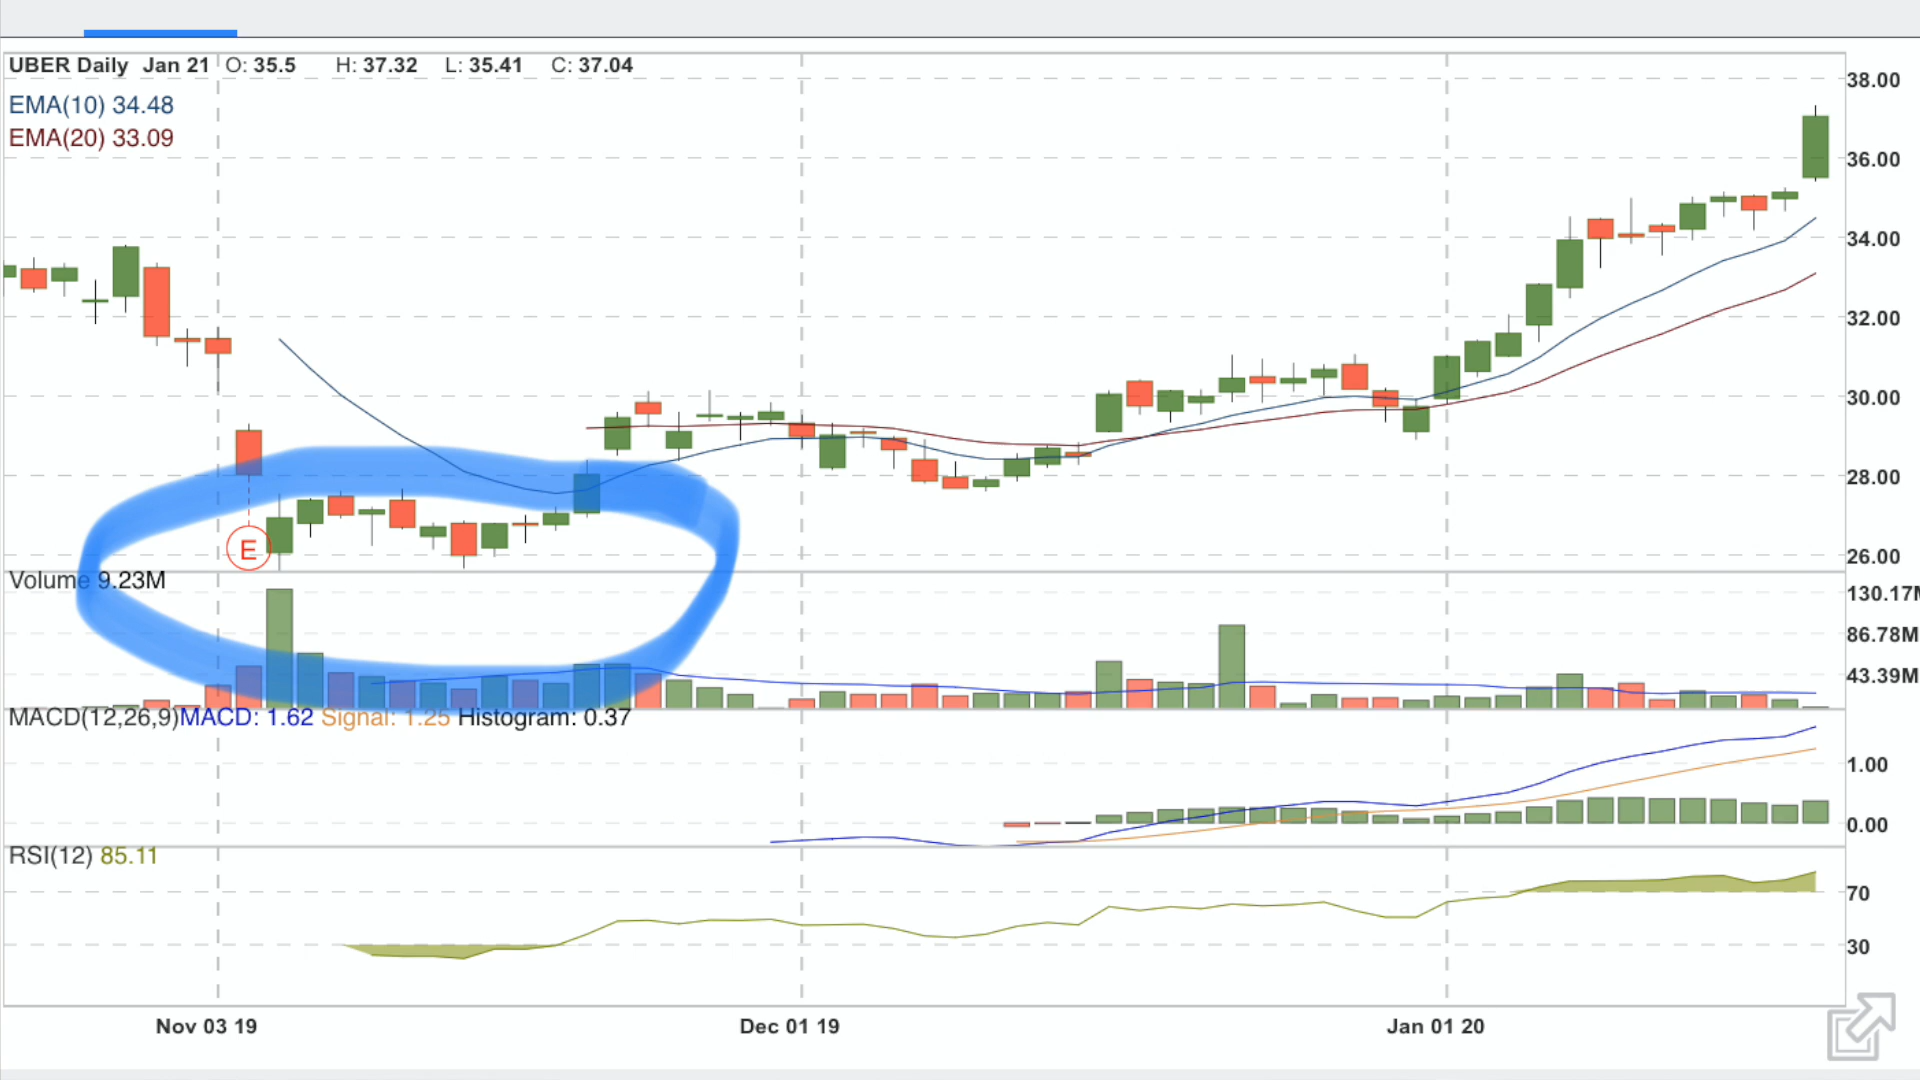 UBER Daily Jan 21 O: 35.5 H: 37.32 L: 35.41 C: 37.04
EMA(10) 34.48
EMA(20) 33.09
38.00
36.00
34.00
32.00
30.00
28.00
26.00
E
Volume 9.23M
130.17M
86.78M
43.39M
MACD(12,26,9)MACD: 1.62 Signal: 1.25 Histogram: 0.37
1.00
0.00
RSI(12) 85.11
70
30
Nov 03 19 Dec 01 19 Jan 01 20